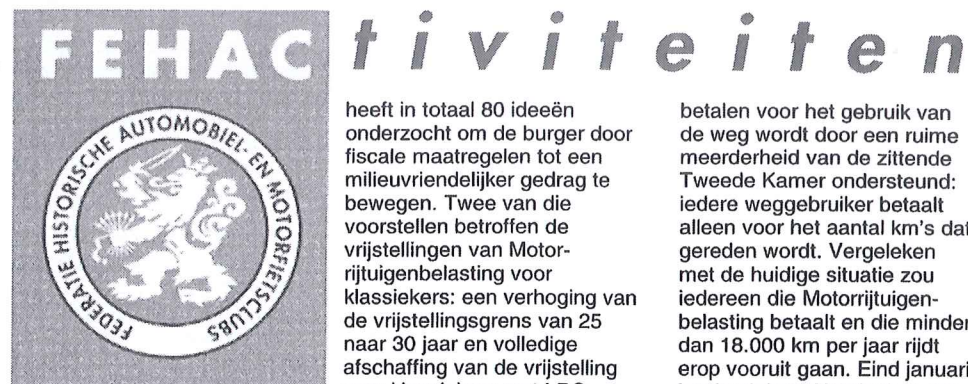 FEHAC tiviteiten
FEDERATIE HISTORISCHE AUTOMOBIEL- EN MOTORFIETSCLUBS
heeft in totaal 80 ideeën
onderzocht om de burger door
fiscale maatregelen tot een
milieuvriendelijker gedrag te
bewegen. Twee van die
voorstellen betroffen de
vrijstellingen van Motor-
rijtuigenbelasting voor
klassiekers: een verhoging van
de vrijstellingsgrens van 25
naar 30 jaar en volledige
afschaffing van de vrijstelling
betalen voor het gebruik van
de weg wordt door een ruime
meerderheid van de zittende
Tweede Kamer ondersteund:
iedere weggebruiker betaalt
alleen voor het aantal km's dat
gereden wordt. Vergeleken
met de huidige situatie zou
iedereen die Motorrijtuigen-
belasting betaalt en die minder
dan 18.000 km per jaar rijdt
erop vooruit gaan. Eind januari